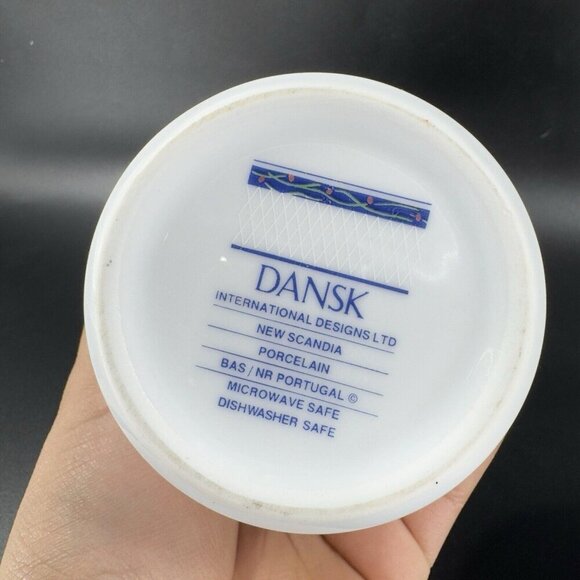 DANSK
INTERNATIONAL DESIGNS LTD
NEW SCANDIA
PORCELAIN
BAS / NR PORTUGAL ©
MICROWAVE SAFE
DISHWASHER SAFE